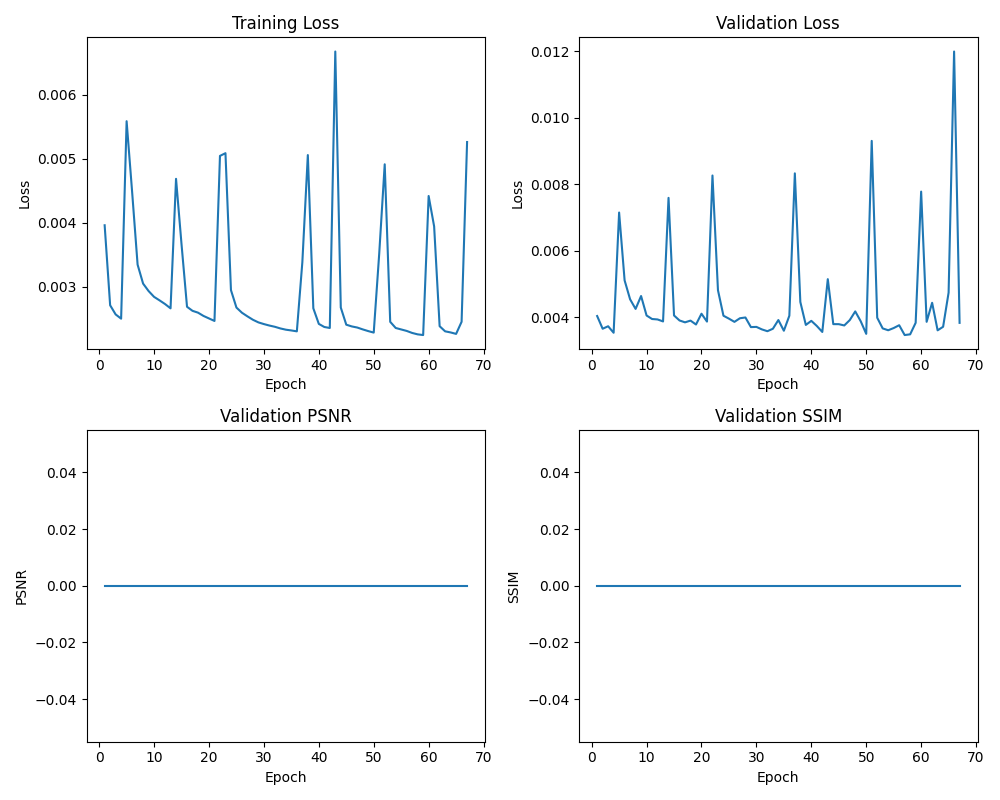 Training Loss
Loss
0.006
0.005
0.004
0.003
0 10 20 30 40 50 60 70
Epoch
Validation Loss
Loss
0.012
0.010
0.008
0.006
0.004
0 10 20 30 40 50 60 70
Epoch
Validation PSNR
PSNR
0.04
0.02
0.00
−0.02
−0.04
0 10 20 30 40 50 60 70
Epoch
Validation SSIM
SSIM
0.04
0.02
0.00
−0.02
−0.04
0 10 20 30 40 50 60 70
Epoch